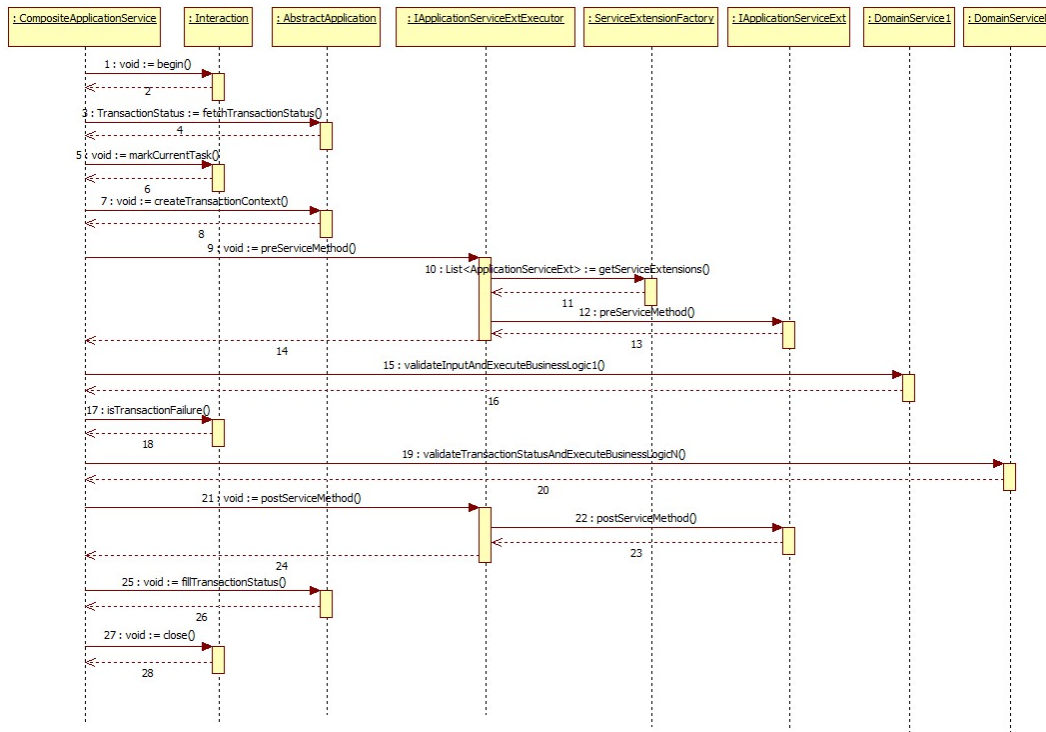 : CompositeApplicationService
: Interaction
: AbstractApplication
: IApplicationServiceExtExecutor
: ServiceExtensionFactory
: IApplicationServiceExt
: DomainService1
: DomainService
1 : void := begin()
2
3 : TransactionStatus := fetchTransactionStatus()
4
5 : void := markCurrentTask()
6
7 : void := createTransactionContext()
8
9 : void := preServiceMethod()
10 : List<ApplicationServiceExt> := getServiceExtensions()
11
12 : preServiceMethod()
13
14
15 : validateInputAndExecuteBusinessLogic1()
16
17 : isTransactionFailure()
18
19 : validateTransactionStatusAndExecuteBusinessLogicN()
20
21 : void := postServiceMethod()
22 : postServiceMethod()
23
24
25 : void := fillTransactionStatus()
26
27 : void := close()
28